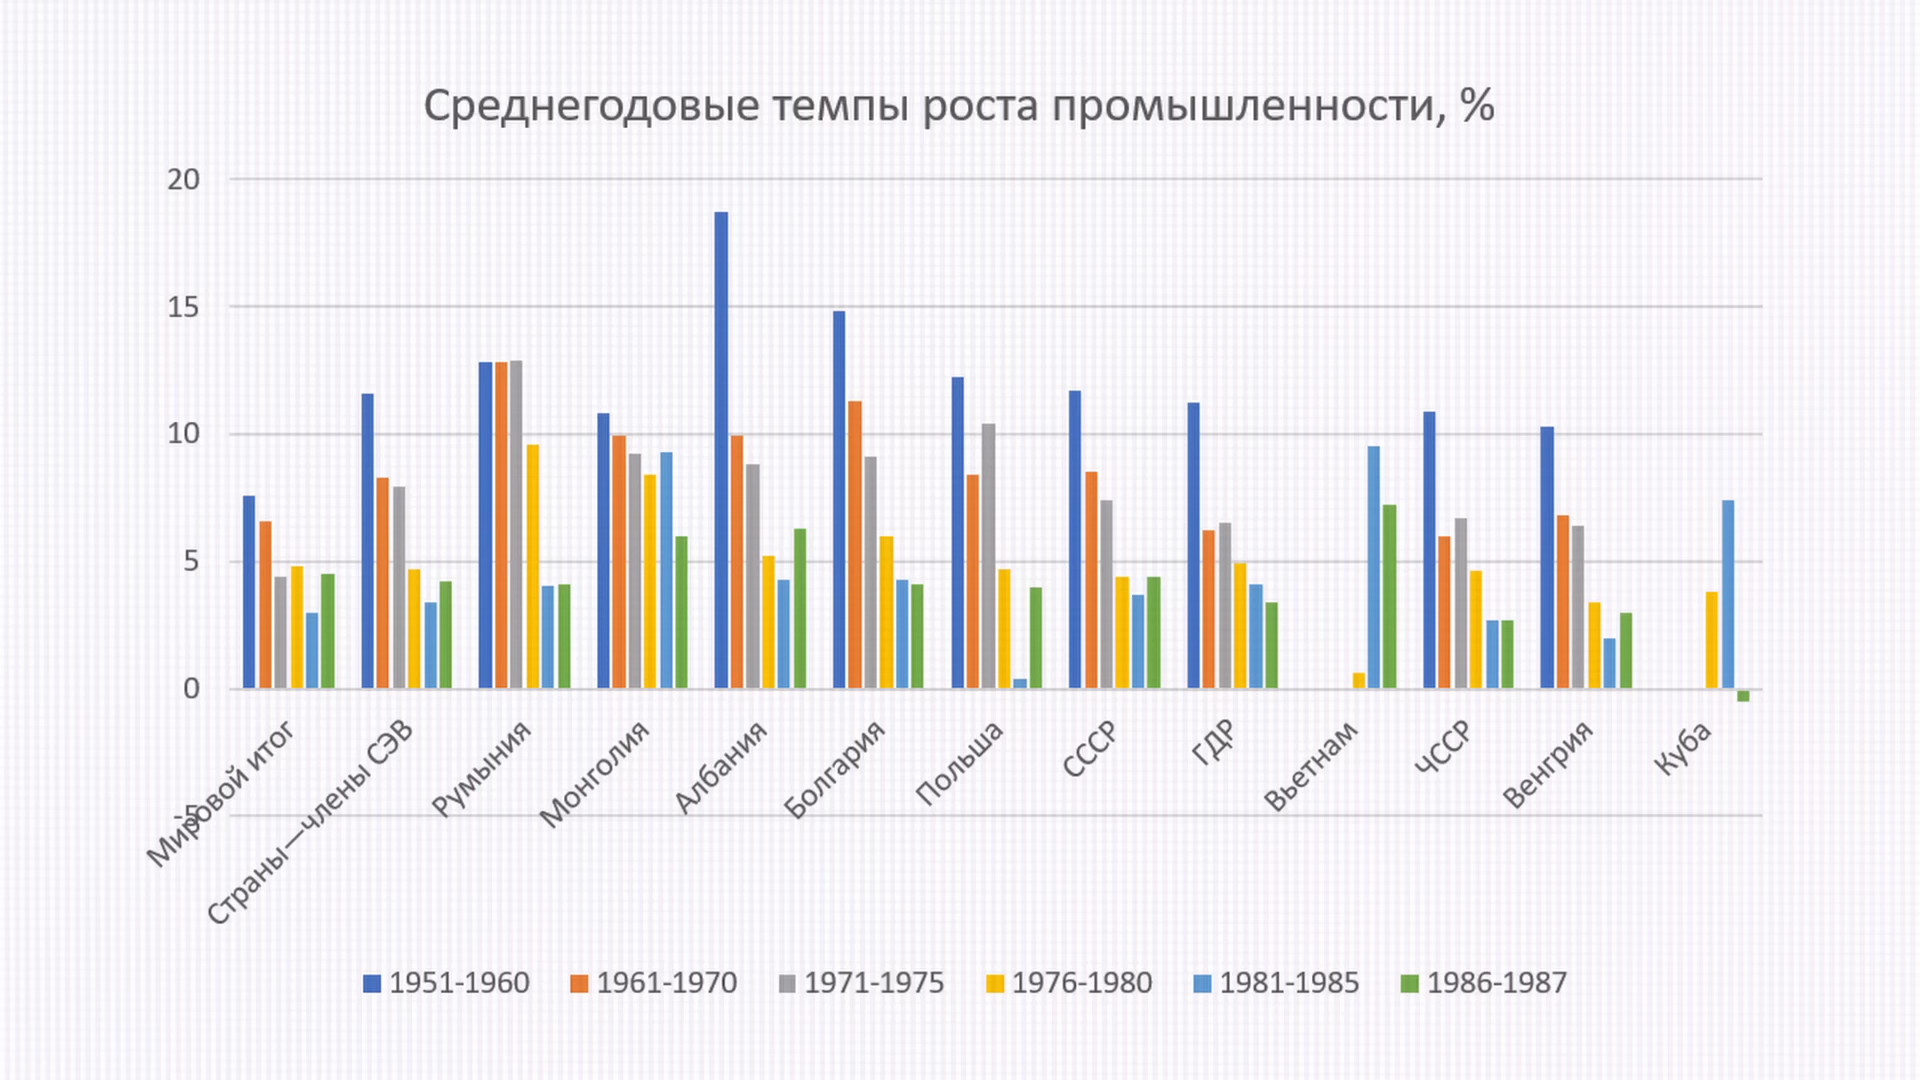 Среднегодовые темпы роста промышленности, %
20
15
10
5
0
-5
Мировой итог
Страны—члены СЭВ
Румыния
Монголия
Албания
Болгария
Польша
СССР
ГДР
Вьетнам
ЧССР
Венгрия
Куба
1951-1960 1961-1970 1971-1975 1976-1980 1981-1985 1986-1987